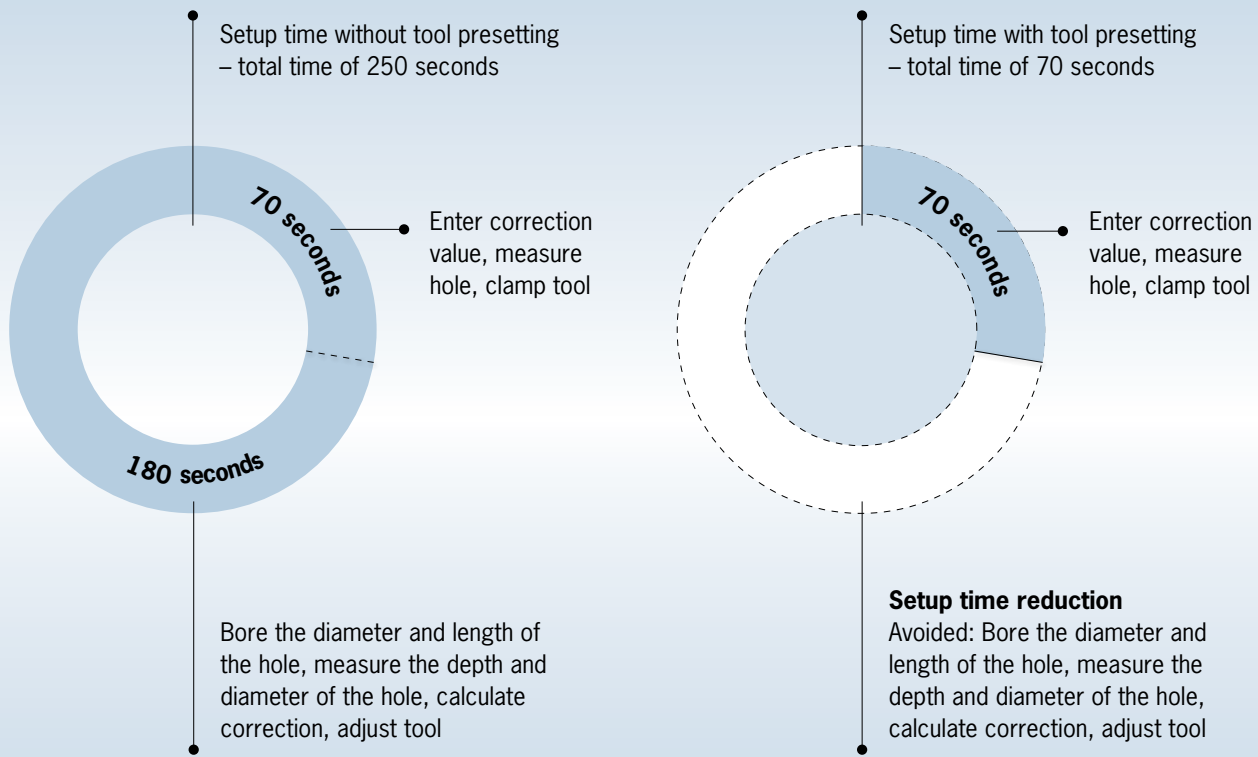 Setup time without tool presetting
– total time of 250 seconds
70 seconds
Enter correction
value, measure
hole, clamp tool
180 seconds
Bore the diameter and length of
the hole, measure the depth and
diameter of the hole, calculate
correction, adjust tool
Setup time with tool presetting
– total time of 70 seconds
70 seconds
Enter correction
value, measure
hole, clamp tool
Setup time reduction
Avoided: Bore the diameter and
length of the hole, measure the
depth and diameter of the hole,
calculate correction, adjust tool